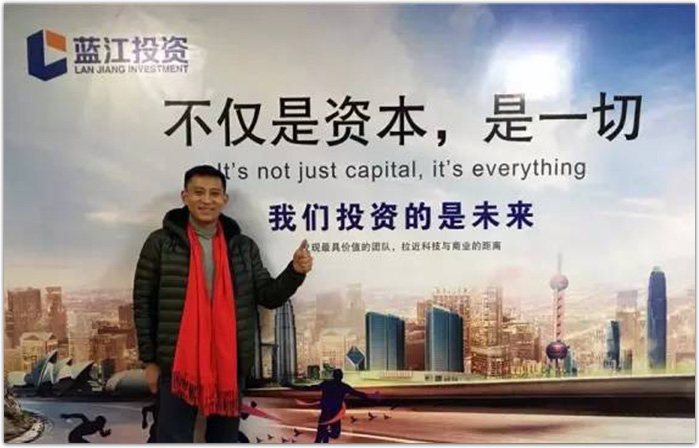 蓝江投资
LAN JIANG INVESTMENT
不仅是资本，是一切
It's not just capital, it's everything
我们投资的是未来
观最具价值的团队，拉近科技与商业的距离